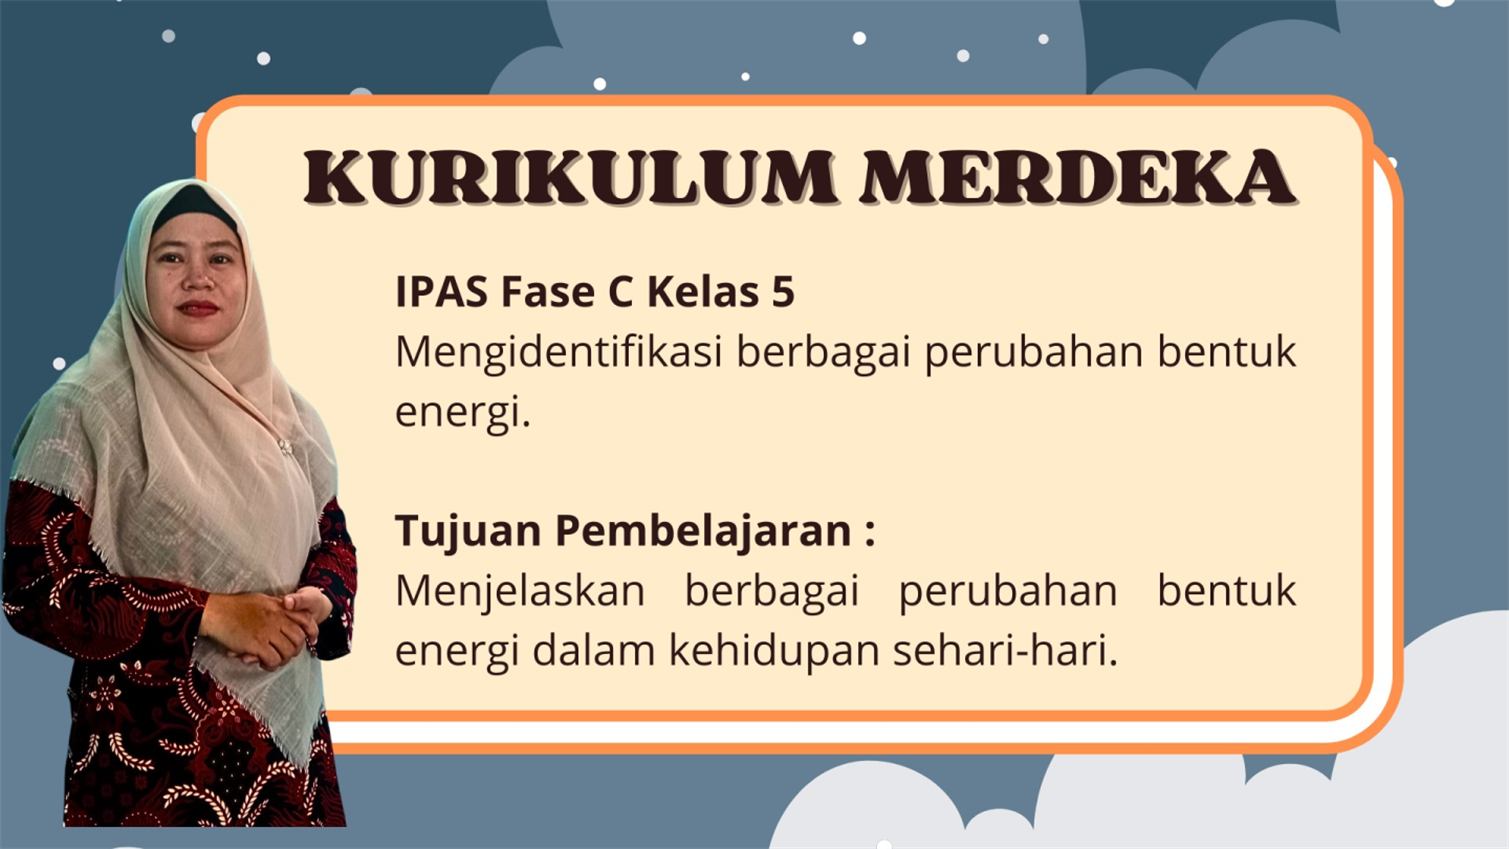 KURIKULUM MERDEKA
IPAS Fase C Kelas 5
Mengidentifikasi berbagai perubahan bentuk
energi.
Tujuan Pembelajaran :
Menjelaskan berbagai perubahan bentuk
energi dalam kehidupan sehari-hari.